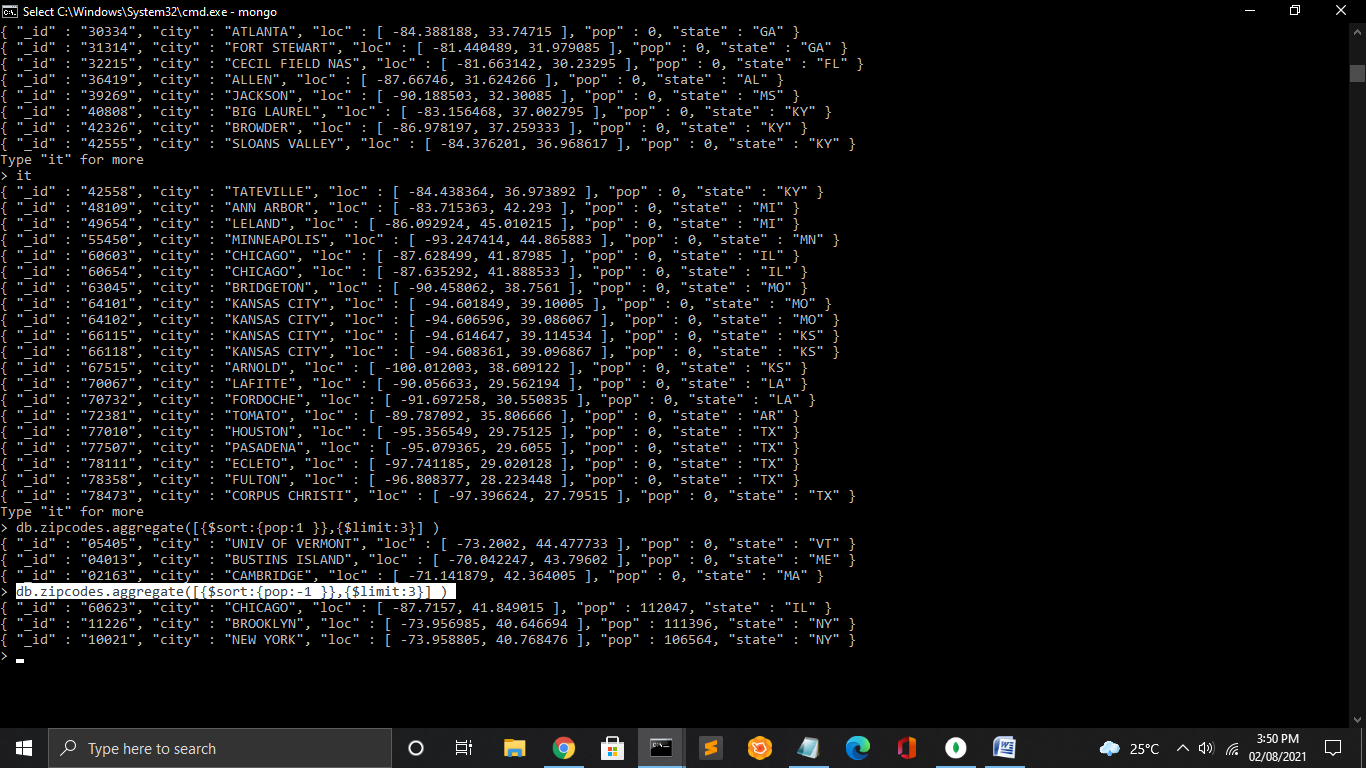 Select C:\Windows\System32\cmd.exe - mongo
{ "_id" : "30334", "city" : "ATLANTA", "loc" : [ -84.388188, 33.74715 ], "pop" : 0, "state" : "GA" }
{ "_id" : "31314", "city" : "FORT STEWART", "loc" : [ -81.440489, 31.979085 ], "pop" : 0, "state" : "GA" }
{ "_id" : "32215", "city" : "CECIL FIELD NAS", "loc" : [ -81.663142, 30.23295 ], "pop" : 0, "state" : "FL" }
{ "_id" : "36419", "city" : "ALLEN", "loc" : [ -87.66746, 31.624266 ], "pop" : 0, "state" : "AL" }
{ "_id" : "39269", "city" : "JACKSON", "loc" : [ -90.188503, 32.30085 ], "pop" : 0, "state" : "MS" }
{ "_id" : "40808", "city" : "BIG LAUREL", "loc" : [ -83.156468, 37.002795 ], "pop" : 0, "state" : "KY" }
{ "_id" : "42326", "city" : "BROWDER", "loc" : [ -86.978197, 37.259333 ], "pop" : 0, "state" : "KY" }
{ "_id" : "42555", "city" : "SLOANS VALLEY", "loc" : [ -84.376201, 36.968617 ], "pop" : 0, "state" : "KY" }
Type "it" for more
> it
{ "_id" : "42558", "city" : "TATEVILLE", "loc" : [ -84.438364, 36.973892 ], "pop" : 0, "state" : "KY" }
{ "_id" : "48109", "city" : "ANN ARBOR", "loc" : [ -83.715363, 42.293 ], "pop" : 0, "state" : "MI" }
{ "_id" : "49654", "city" : "LELAND", "loc" : [ -86.092924, 45.010215 ], "pop" : 0, "state" : "MI" }
{ "_id" : "55450", "city" : "MINNEAPOLIS", "loc" : [ -93.247414, 44.865883 ], "pop" : 0, "state" : "MN" }
{ "_id" : "60603", "city" : "CHICAGO", "loc" : [ -87.628499, 41.87985 ], "pop" : 0, "state" : "IL" }
{ "_id" : "60654", "city" : "CHICAGO", "loc" : [ -87.635292, 41.888533 ], "pop" : 0, "state" : "IL" }
{ "_id" : "63045", "city" : "BRIDGETON", "loc" : [ -90.458062, 38.7561 ], "pop" : 0, "state" : "MO" }
{ "_id" : "64101", "city" : "KANSAS CITY", "loc" : [ -94.601849, 39.10005 ], "pop" : 0, "state" : "MO" }
{ "_id" : "64102", "city" : "KANSAS CITY", "loc" : [ -94.606596, 39.086067 ], "pop" : 0, "state" : "MO" }
{ "_id" : "66115", "city" : "KANSAS CITY", "loc" : [ -94.614647, 39.114534 ], "pop" : 0, "state" : "KS" }
{ "_id" : "66118", "city" : "KANSAS CITY", "loc" : [ -94.608361, 39.096867 ], "pop" : 0, "state" : "KS" }
{ "_id" : "67515", "city" : "ARNOLD", "loc" : [ -100.012003, 38.609122 ], "pop" : 0, "state" : "KS" }
{ "_id" : "70067", "city" : "LAFITTE", "loc" : [ -90.056633, 29.562194 ], "pop" : 0, "state" : "LA" }
{ "_id" : "70732", "city" : "FORDOCHE", "loc" : [ -91.697258, 30.550835 ], "pop" : 0, "state" : "LA" }
{ "_id" : "72381", "city" : "TOMATO", "loc" : [ -89.787092, 35.806666 ], "pop" : 0, "state" : "AR" }
{ "_id" : "77010", "city" : "HOUSTON", "loc" : [ -95.356549, 29.75125 ], "pop" : 0, "state" : "TX" }
{ "_id" : "77507", "city" : "PASADENA", "loc" : [ -95.079365, 29.6055 ], "pop" : 0, "state" : "TX" }
{ "_id" : "78111", "city" : "ECLETO", "loc" : [ -97.741185, 29.020128 ], "pop" : 0, "state" : "TX" }
{ "_id" : "78358", "city" : "FULTON", "loc" : [ -96.808377, 28.223448 ], "pop" : 0, "state" : "TX" }
{ "_id" : "78473", "city" : "CORPUS CHRISTI", "loc" : [ -97.396624, 27.79515 ], "pop" : 0, "state" : "TX" }
Type "it" for more
> db.zipcodes.aggregate([{$sort:{pop:1 }},{$limit:3}] )
{ "_id" : "05405", "city" : "UNIV OF VERMONT", "loc" : [ -73.2002, 44.477733 ], "pop" : 0, "state" : "VT" }
{ "_id" : "04013", "city" : "BUSTINS ISLAND", "loc" : [ -70.042247, 43.79602 ], "pop" : 0, "state" : "ME" }
{ "_id" : "02163", "city" : "CAMBRIDGE", "loc" : [ -71.141879, 42.364005 ], "pop" : 0, "state" : "MA" }
> db.zipcodes.aggregate([{$sort:{pop:-1 }},{$limit:3}] )
{ "_id" : "60623", "city" : "CHICAGO", "loc" : [ -87.7157, 41.849015 ], "pop" : 112047, "state" : "IL" }
{ "_id" : "11226", "city" : "BROOKLYN", "loc" : [ -73.956985, 40.646694 ], "pop" : 111396, "state" : "NY" }
{ "_id" : "10021", "city" : "NEW YORK", "loc" : [ -73.958805, 40.768476 ], "pop" : 106564, "state" : "NY" }
>
Type here to search
25°C
3:50 PM
02/08/2021